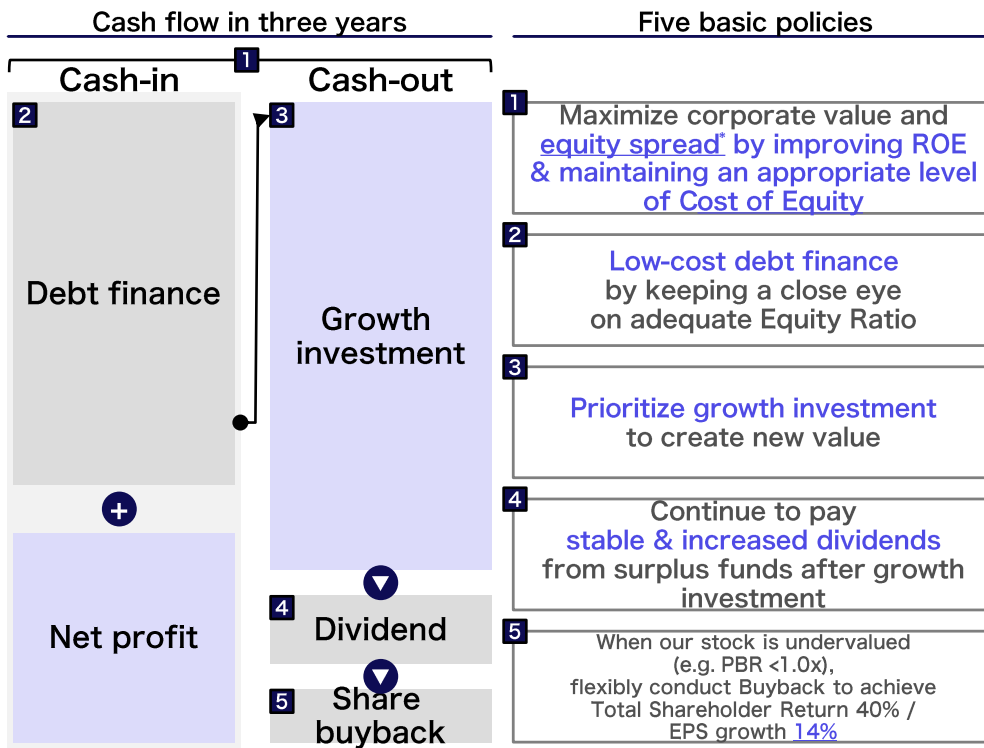 Cash flow in three years
1
Cash-in
Cash-out
2
Debt finance
+
Net profit
3
Growth
investment
4
Dividend
5
Share
buyback
Five basic policies
1
Maximize corporate value and
equity spread* by improving ROE
& maintaining an appropriate level
of Cost of Equity
2
Low-cost debt finance
by keeping a close eye
on adequate Equity Ratio
3
Prioritize growth investment
to create new value
4
Continue to pay
stable & increased dividends
from surplus funds after growth
investment
5
When our stock is undervalued
(e.g. PBR <1.0x),
flexibly conduct Buyback to achieve
Total Shareholder Return 40% /
EPS growth 14%